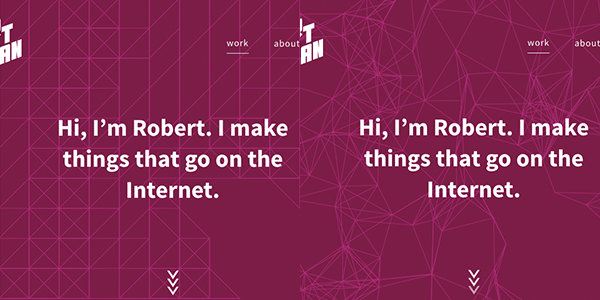 T
AN
work about
Hi, I’m Robert. I make
things that go on the
Internet.
T
AN
work about
Hi, I’m Robert. I make
things that go on the
Internet.